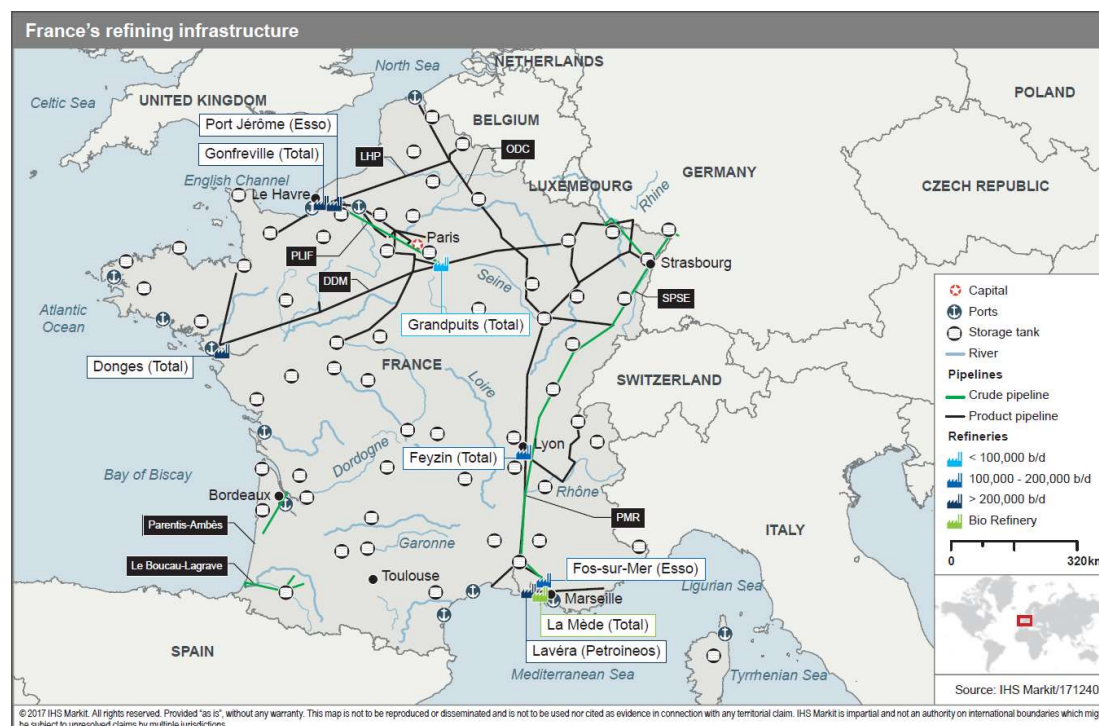 France's refining infrastructure
North Sea
NETHERLANDS
Celtic Sea
UNITED KINGDOM
POLAND
BELGIUM
Port Jérôme (Esso)
Gonfreville (Total)
LHP
ODC
English Channel
LUXEMBOURG
GERMANY
Rhine
CZECH REPUBLIC
Le Havre
Paris
PLIF
Strasbourg
DDM
Seine
SPSE
Atlantic
Ocean
Grandpuits (Total)
Donges (Total)
FRANCE
Loire
SWITZERLAND
Lyon
Feyzin (Total)
Dordogne
Bay of Biscay
Rhône
Bordeaux
PMR
Parentis-Ambès
ITALY
Garonne
Le Boucau-Lagrave
Toulouse
Fos-sur-Mer (Esso)
Ligurian Sea
Marseille
La Mède (Total)
Lavéra (Petroineos)
SPAIN
Mediterranean Sea
Tyrrhenian Sea
Capital
Ports
Storage tank
River
Pipelines
Crude pipeline
Product pipeline
Refineries
< 100,000 b/d
100,000 - 200,000 b/d
> 200,000 b/d
Bio Refinery
0 320km
Source: IHS Markit/171240
© 2017 IHS Markit. All rights reserved. Provided "as is", without any warranty. This map is not to be reproduced or disseminated and is not to be used nor cited as evidence in connection with any territorial claim. IHS Markit is impartial and not an authority on international boundaries which mig
be subject to unresolved claims by multiple jurisdictions.